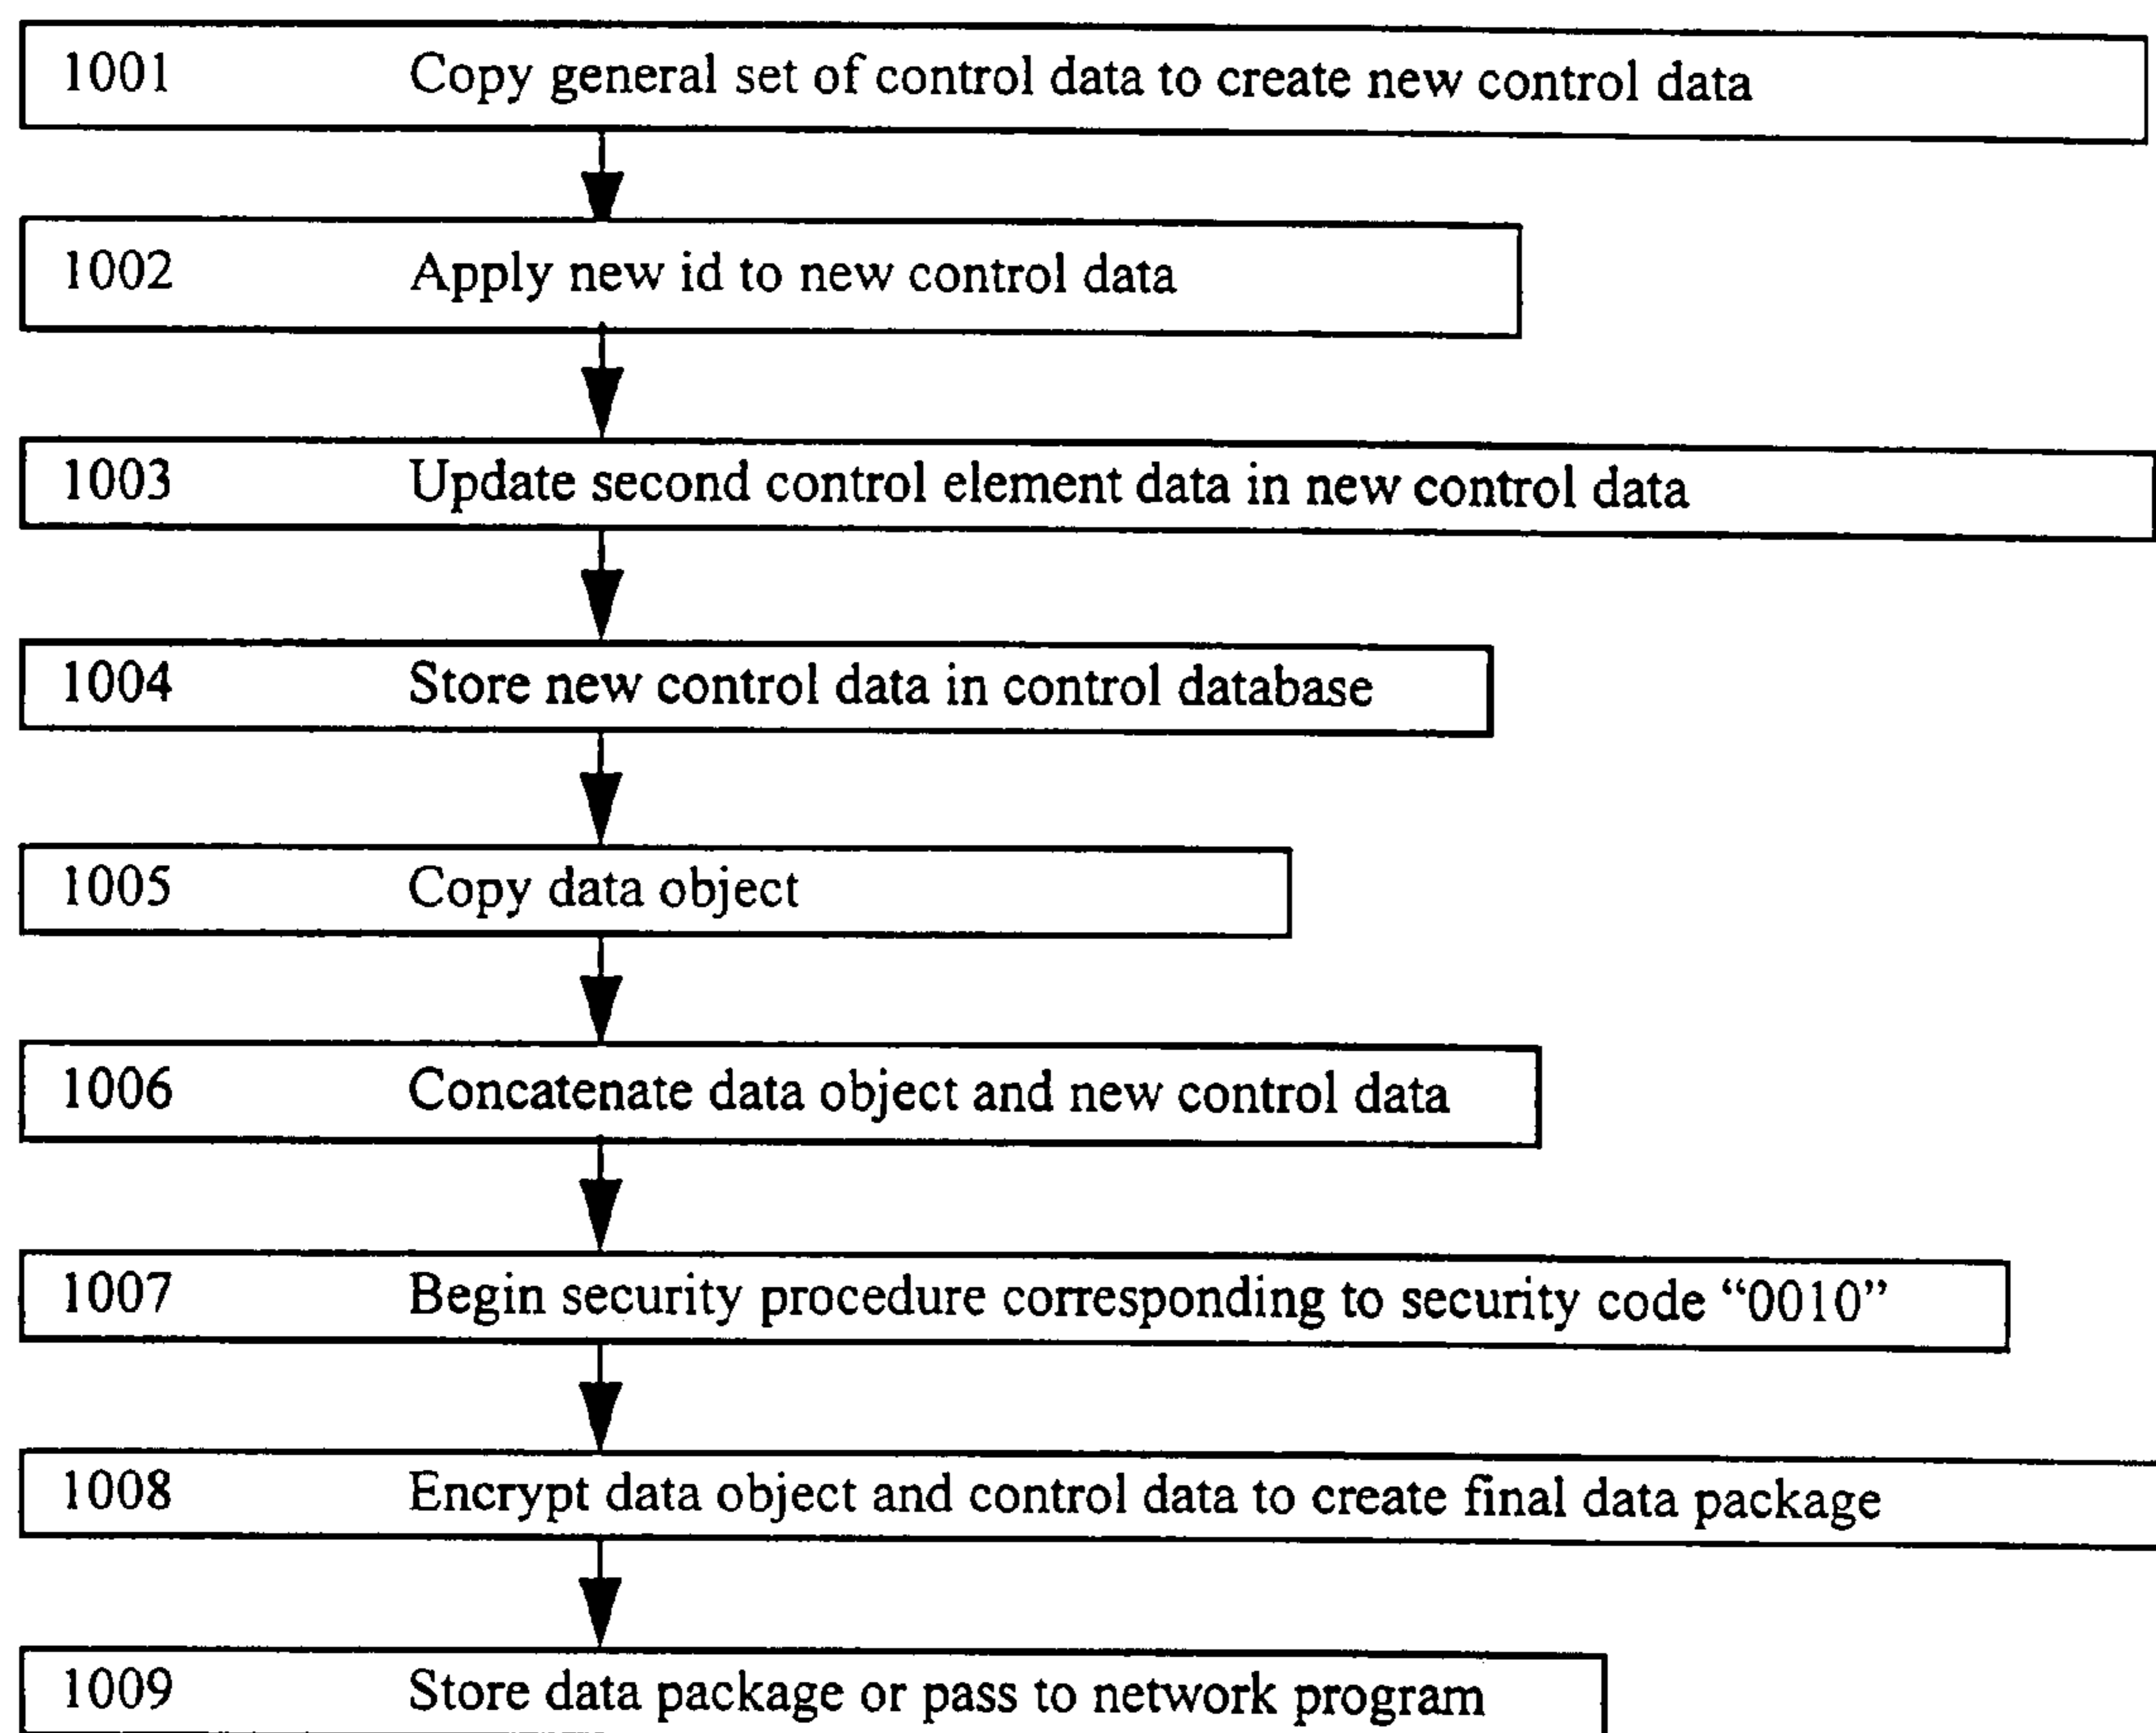 1001 Copy general set of control data to create new control data
1002 Apply new id to new control data
1003 Update second control element data in new control data
1004 Store new control data in control database
1005 Copy data object
1006 Concatenate data object and new control data
1007 Begin security procedure corresponding to security code “0010”
1008 Encrypt data object and control data to create final data package
1009 Store data package or pass to network program